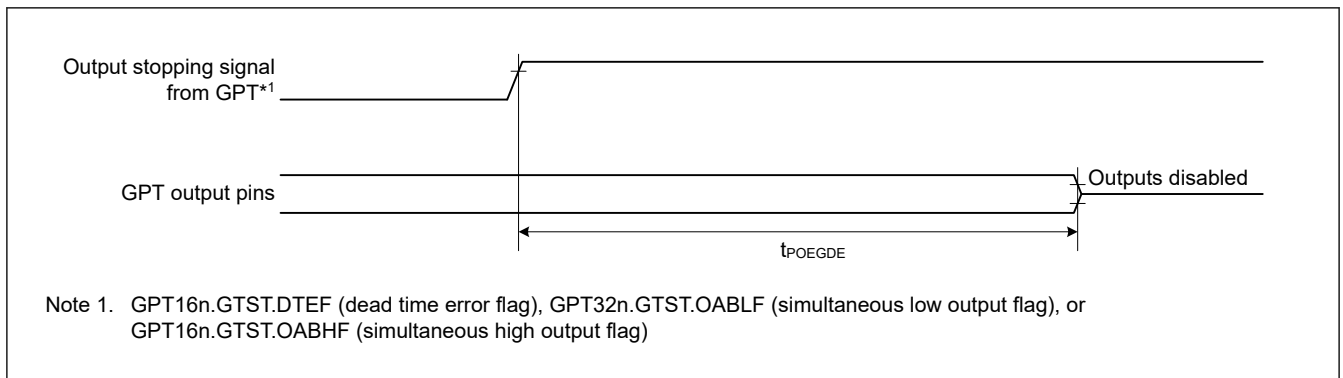 Output stopping signal
from GPT*1
GPT output pins
Outputs disabled
tPOEGDE
Note 1. GPT16n.GTST.DTEF (dead time error flag), GPT32n.GTST.OABLF (simultaneous low output flag), or
GPT16n.GTST.OABHF (simultaneous high output flag)